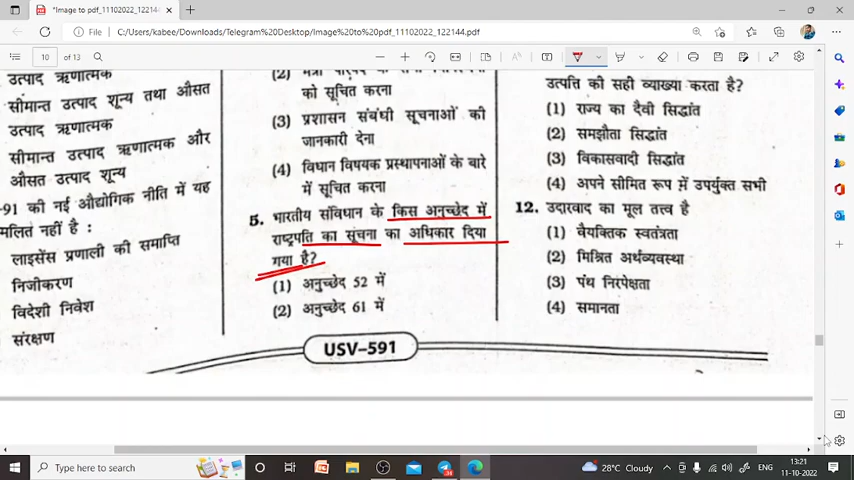 *Image to pdf_11102022_122144-
File
C:/Users/kabee/Downloads/Telegram%20Desktop/Image%20to%20pdf_11102022_122144.pdf
10 of 13
उत्पाद ऋणात्मक
सीमान्त उत्पाद शून्य तथा औसत
उत्पाद ऋणात्मक
सीमान्त उत्पाद ऋणात्मक और
औसत उत्पाद शून्य
-91 की नई औद्योगिक नीति में यह
मलित नहीं है :
लाइसेंस प्रणाली की समाप्ति
निजीकरण
विदेशी निवेश
संरक्षण
(2)
को सूचित करना
(3) प्रशासन संबंधी सूचनाओं की
जानकारी देना
(4) विधान विषयक प्रस्थापनाओं के बारे
में सूचित करना
5. भारतीय संविधान के किस अनुच्छेद में
राष्ट्रपति का सूंचना का अधिकार दिया
गया है?
(1) अनुच्छेद 52 में
(2) अनुच्छेद 61 में
उत्पत्ति की सही व्याख्या करता है?
(1) राज्य का दैवी सिद्धांत
(2) समझौता सिद्धांत
(3) विकासवादी सिद्धांत
(4) अपने सीमित रूप में उपर्युक्त सभी
12. उदारवाद का मूल तत्त्व है
(1) वैयक्तिक स्वतंत्रता
(2) मिश्रित अर्थव्यवस्था
(3) पंथ निरपेक्षता
(4) समानता
USV-591
Type here to search
28°C Cloudy
ENG
13:21
11-10-2022